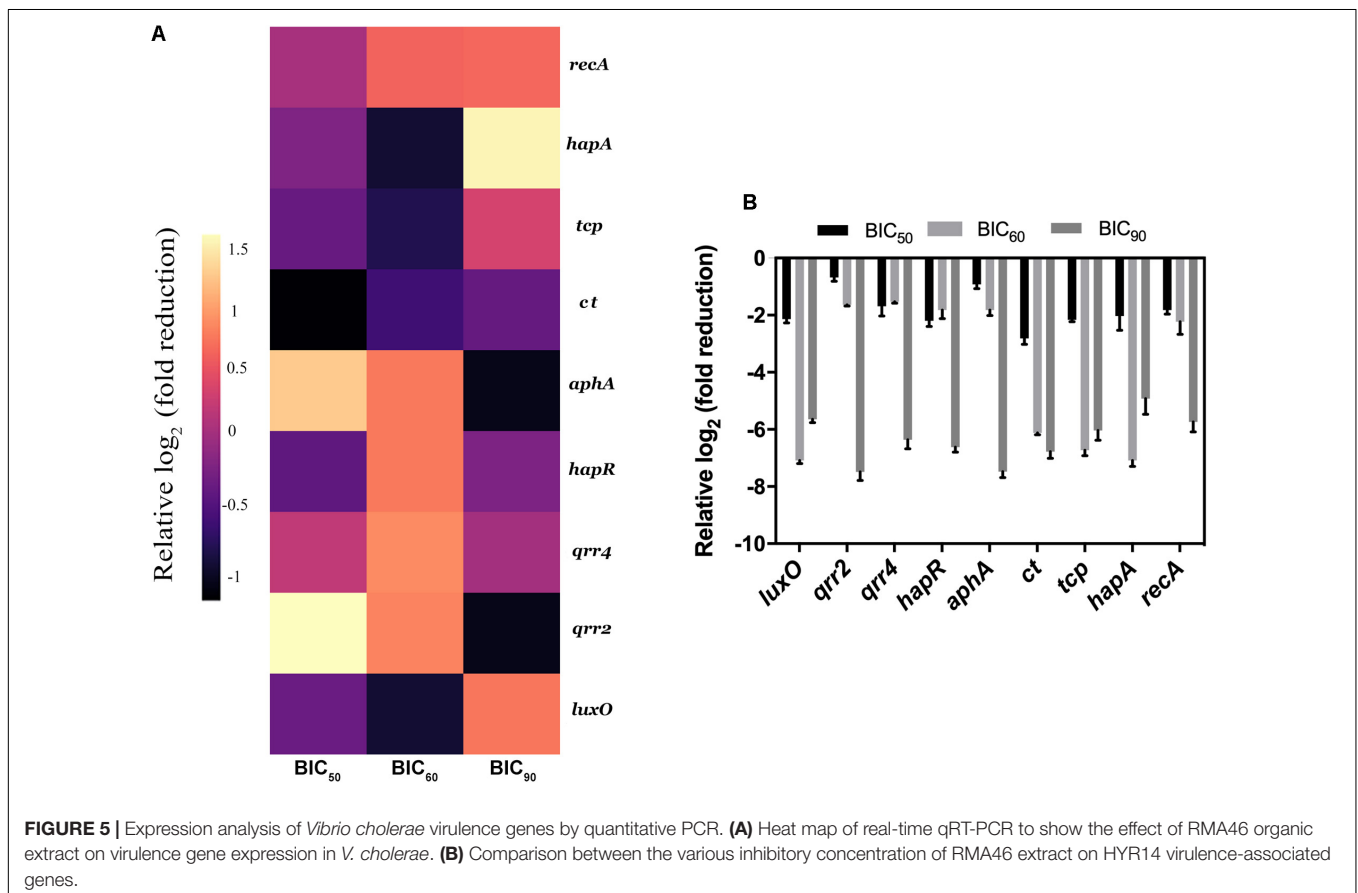 A
recA
hapA
tcp
ct
aphA
hapR
qrr4
qrr2
luxO
Relative log₂ (fold reduction)
1.5
1
0.5
0
-0.5
-1
BIC₅₀ BIC₆₀ BIC₉₀
B
BIC₅₀ BIC₆₀ BIC₉₀
Relative log₂ (fold reduction)
0
-2
-4
-6
-8
-10
luxO qrr2 qrr4 hapR aphA ct tcp hapA recA
FIGURE 5 | Expression analysis of Vibrio cholerae virulence genes by quantitative PCR. (A) Heat map of real-time qRT-PCR to show the effect of RMA46 organic
extract on virulence gene expression in V. cholerae. (B) Comparison between the various inhibitory concentration of RMA46 extract on HYR14 virulence-associated
genes.